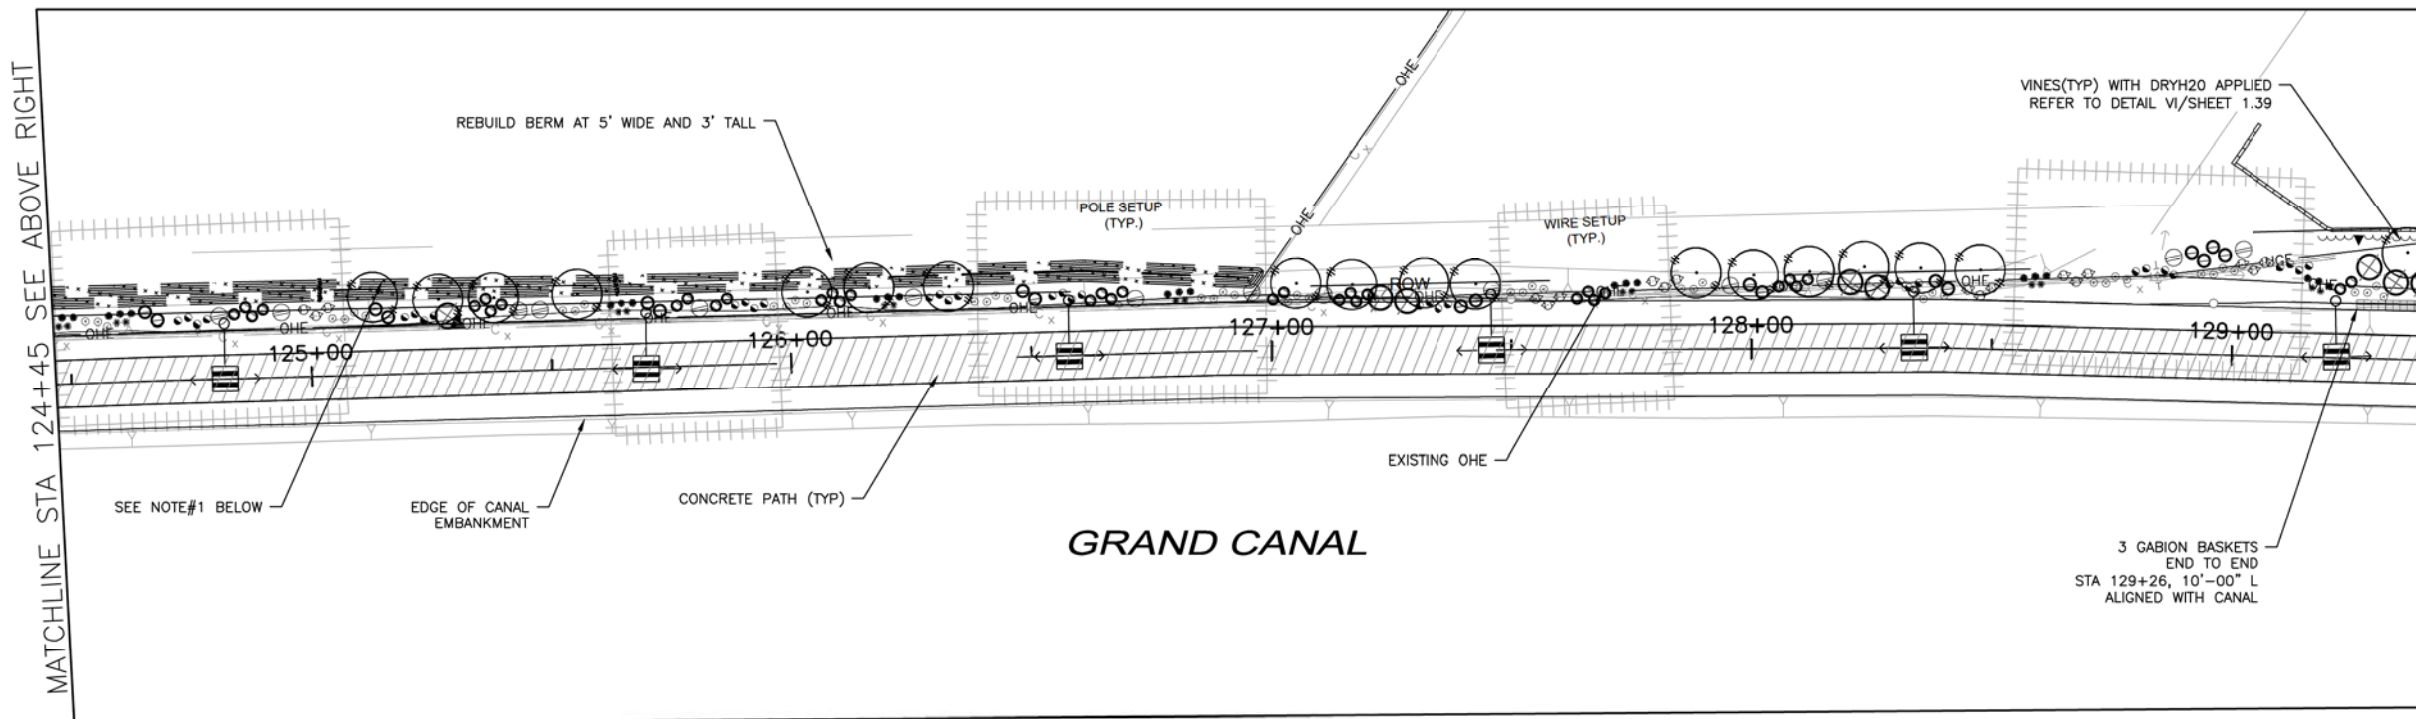 MATCHLINE STA 124+45 SEE ABOVE RIGHT
REBUILD BERM AT 5' WIDE AND 3' TALL
OHE
OHE
VINES(TYP) WITH DRYH20 APPLIED
REFER TO DETAIL VI/SHEET 1.39
POLE SETUP
(TYP.)
WIRE SETUP
(TYP.)
ROW
OHE
OHE
OHE
OHE
OHE
OHE
OHE
125+00
126+00
127+00
128+00
129+00
SEE NOTE#1 BELOW
EDGE OF CANAL
EMBANKMENT
CONCRETE PATH (TYP)
EXISTING OHE
GRAND CANAL
3 GABION BASKETS
END TO END
STA 129+26, 10'-00" L
ALIGNED WITH CANAL